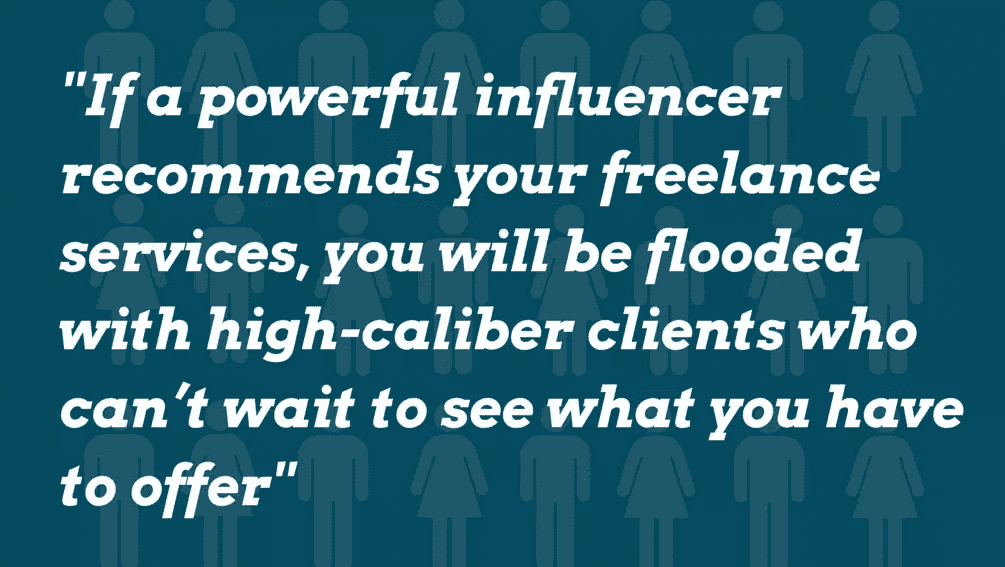 "If a powerful influencer
recommends your freelance
services, you will be flooded
with high-caliber clients who
can’t wait to see what you have
to offer"